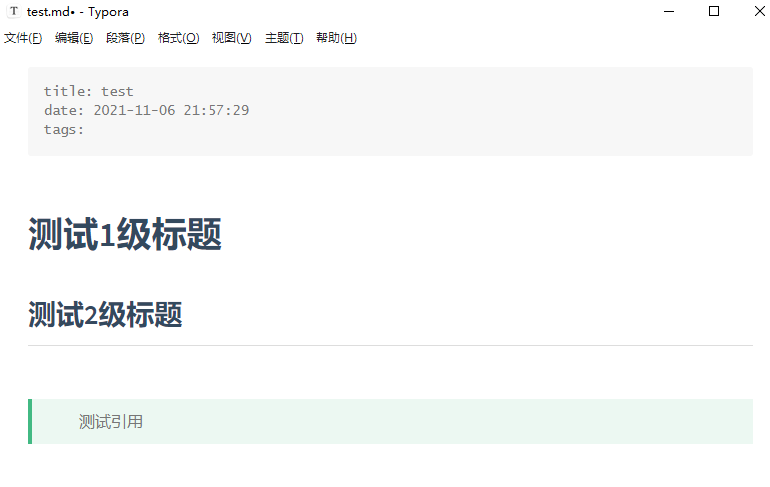 test.md• - Typora
文件(F) 编辑(E) 段落(P) 格式(O) 视图(V) 主题(T) 帮助(H)
title: test
date: 2021-11-06 21:57:29
tags:
测试1级标题
测试2级标题
测试引用